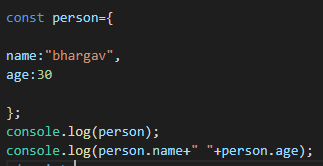 const person={
name:"bhargav",
age:30
};
console.log(person);
console.log(person.name+" "+person.age);